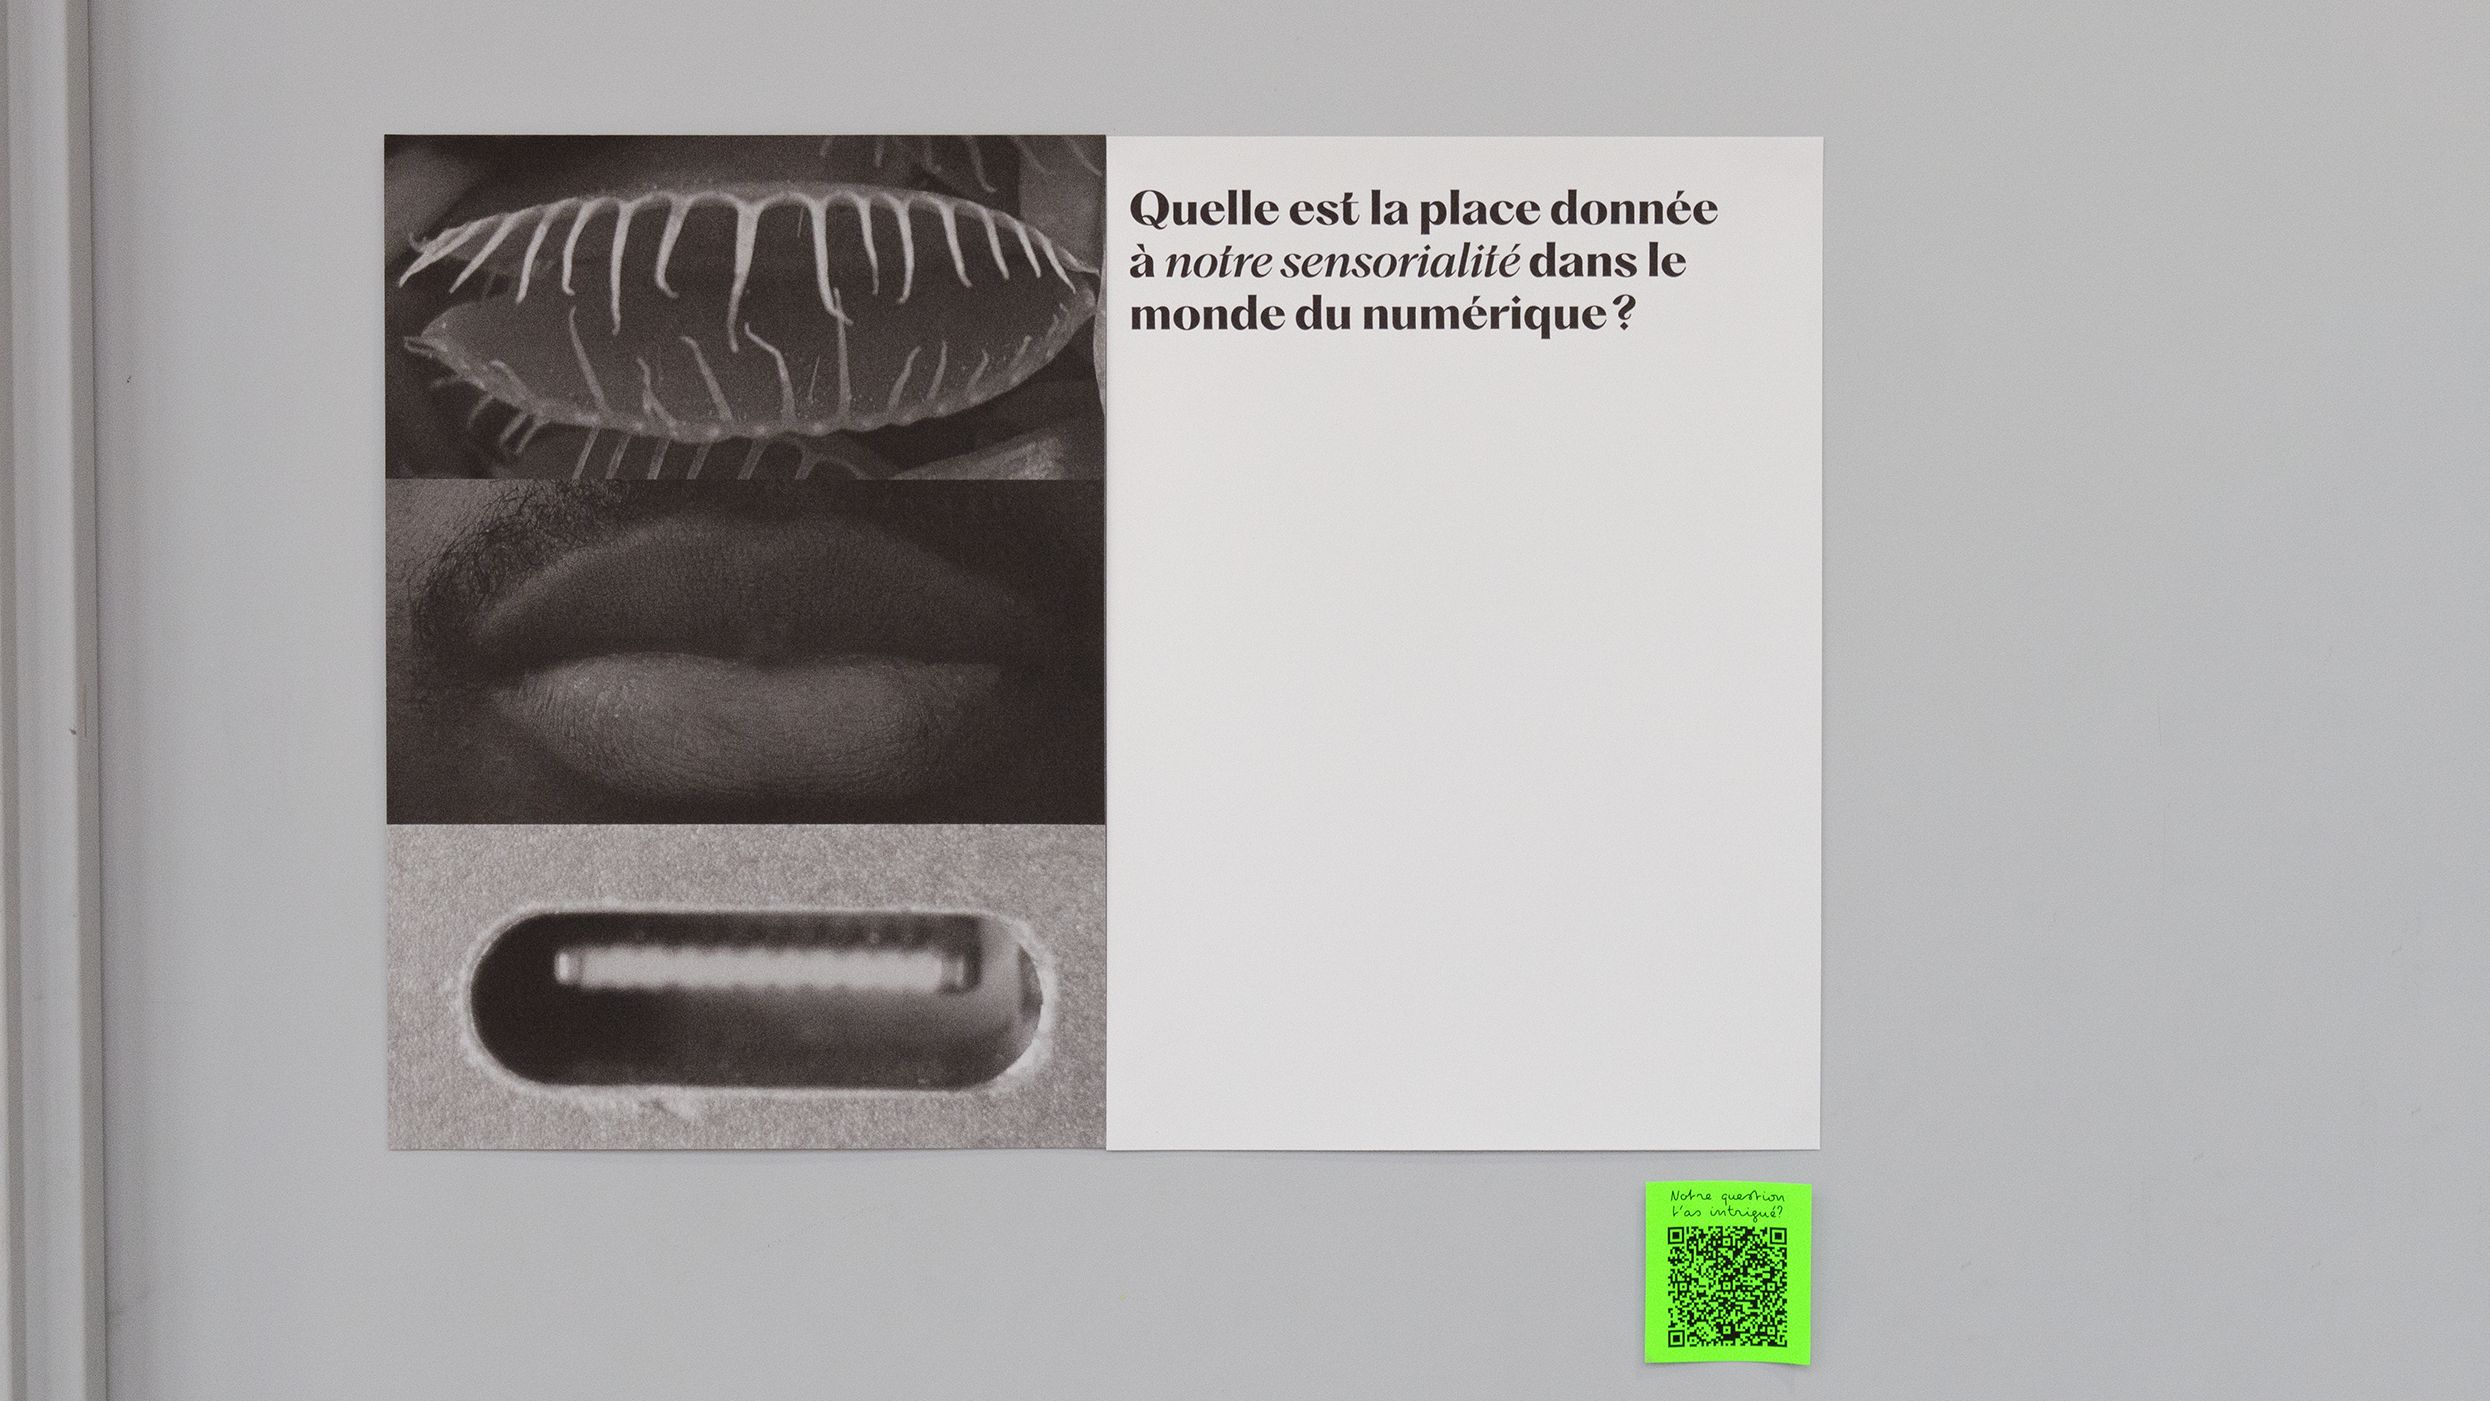 Quelle est la place donnée
à notre sensorialité dans le
monde du numérique ?
Notre question
t'as intrigué?